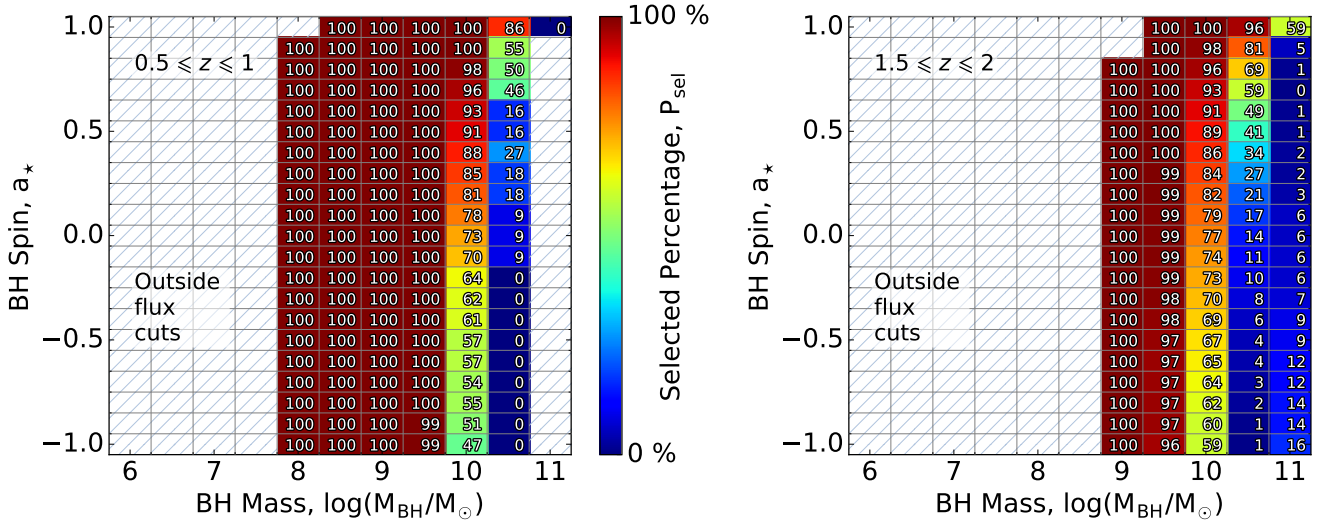 1.0 100 100 100 100 86 0
100 100 100 100 100 55
0.5 ⩽ z ⩽ 1 100 100 100 100 98 50
100 100 100 100 96 46
100 100 100 100 93 16
0.5 100 100 100 100 91 16
100 100 100 100 88 27
100 100 100 100 85 18
100 100 100 100 81 18
100 100 100 100 78 9
0.0 100 100 100 100 73 9
100 100 100 100 70 9
Outside 100 100 100 100 64 0
flux 100 100 100 100 62 0
cuts 100 100 100 100 61 0
−0.5 100 100 100 100 57 0
100 100 100 100 57 0
100 100 100 100 54 0
100 100 100 100 55 0
100 100 100 99 51 0
−1.0 100 100 100 99 47 0
6 7 8 9 10 11
BH Mass, log(M_BH/M_⊙)
BH Spin, a_⋆
100 %
Selected Percentage, P_sel
0 %
1.0 100 100 96 59
100 98 81 5
1.5 ⩽ z ⩽ 2 100 100 96 69 1
100 100 93 59 0
100 100 91 49 1
0.5 100 100 89 41 1
100 100 86 34 2
100 99 84 27 2
100 99 82 21 3
100 99 79 17 6
0.0 100 99 77 14 6
100 99 74 11 6
Outside 100 99 73 10 6
flux 100 98 70 8 7
cuts 100 98 69 6 9
−0.5 100 97 67 4 9
100 97 65 4 12
100 97 64 3 12
100 97 62 2 14
100 97 60 1 14
−1.0 100 96 59 1 16
6 7 8 9 10 11
BH Mass, log(M_BH/M_⊙)
BH Spin, a_⋆